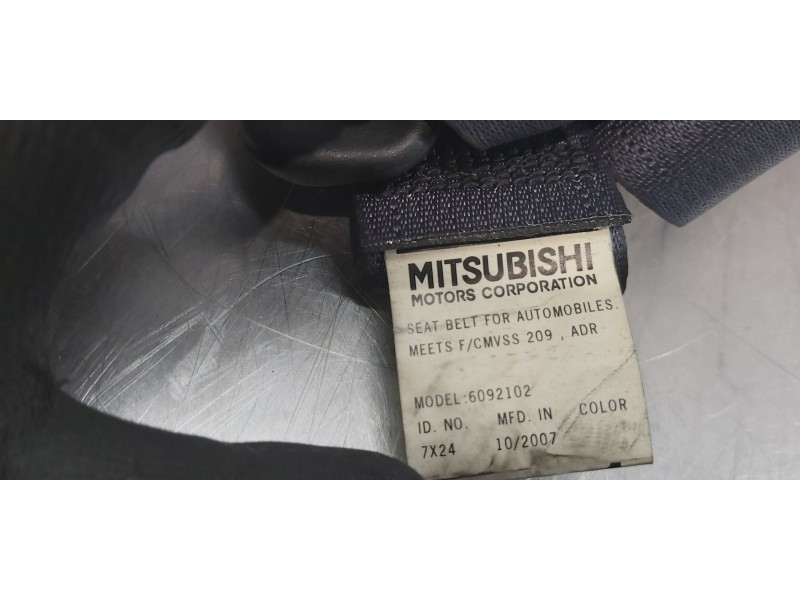 MITSUBISHI
MOTORS CORPORATION
SEAT BELT FOR AUTOMOBILES.
MEETS F/CMVSS 209 , ADR
MODEL:6092102
ID. NO. MFD. IN COLOR
7X24 10/2007